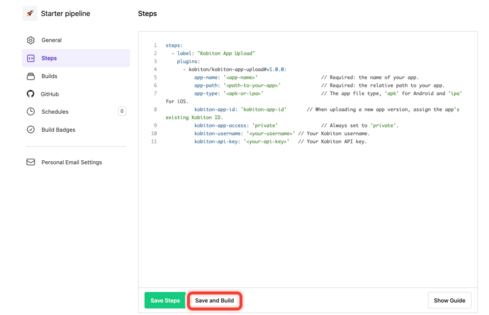 Starter pipeline
Steps
General
Steps
Builds
GitHub
Schedules 0
Build Badges
Personal Email Settings
1 steps:
2 - label: "Kobiton App Upload"
3 plugins:
4 - kobiton/kobiton-app-upload#v1.0.0:
5 app-name: '<app-name>' // Required: the name of your app.
6 app-path: '<path-to-your-app>' // Required: the relative path to your app.
7 app-type: '<apk-or-ipa>' // The app file type, 'apk' for Android and 'ipa'
for iOS.
8 kobiton-app-id: 'kobiton-app-id' // When uploading a new app version, assign the app's
existing Kobiton ID.
9 kobiton-app-access: 'private' // Always set to 'private'.
10 kobiton-username: '<your-username>' // Your Kobiton username.
11 kobiton-api-key: '<your-api-key>' // Your Kobiton API key.
Save Steps
Save and Build
Show Guide